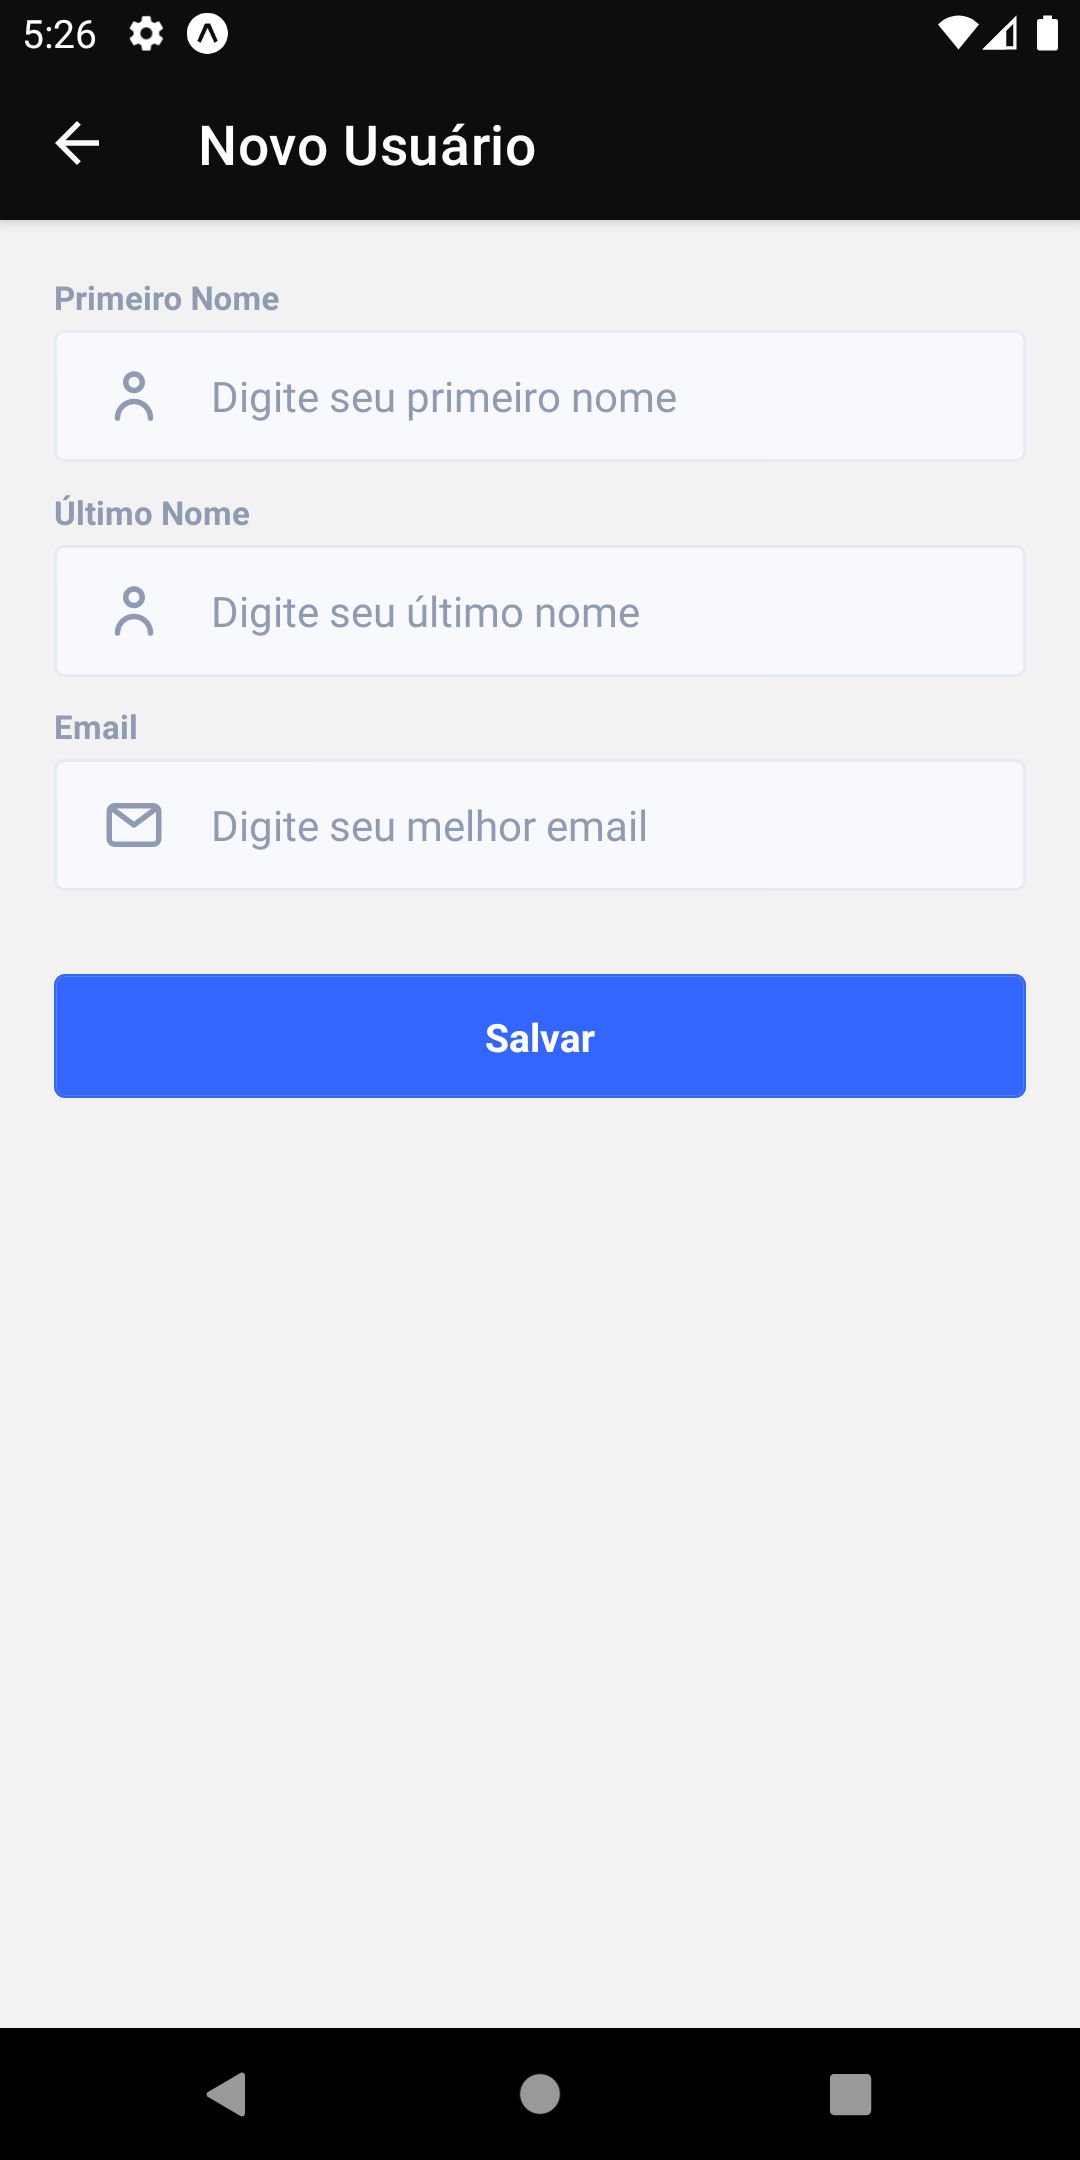 5:26
Novo Usuário
Primeiro Nome
Digite seu primeiro nome
Último Nome
Digite seu último nome
Email
Digite seu melhor email
Salvar